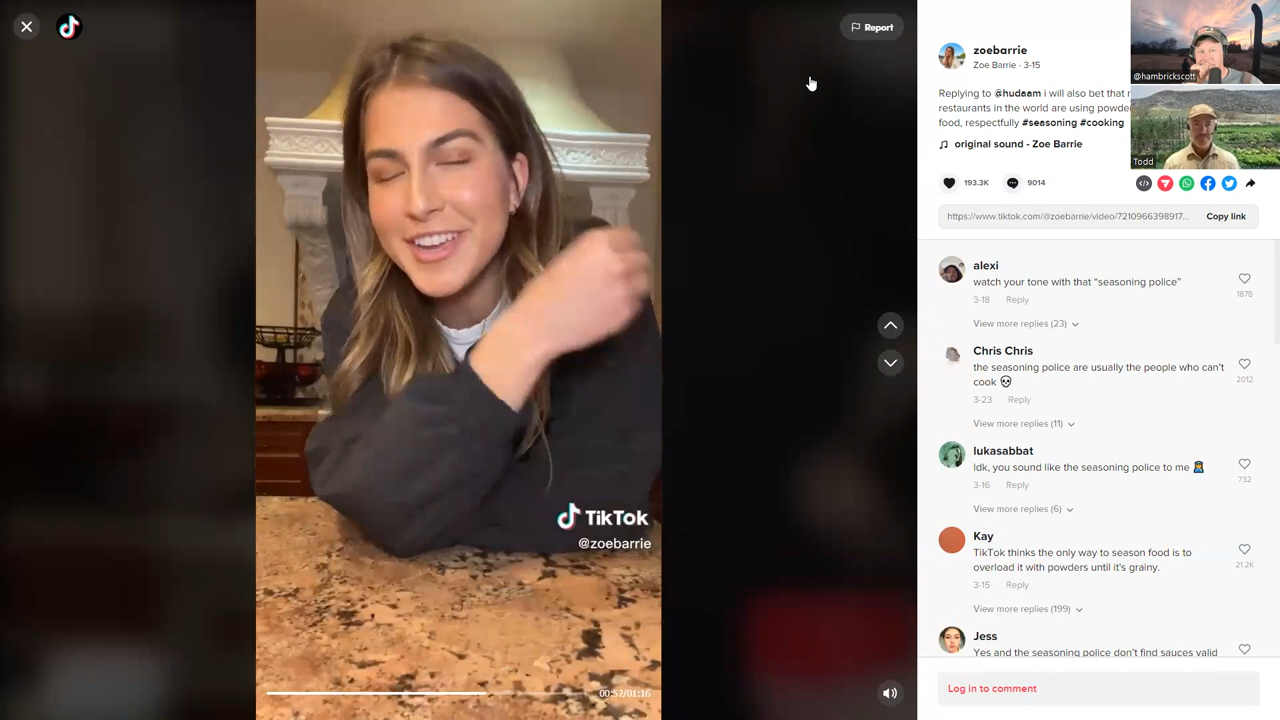 Report
TikTok
@zoebarrie
00:52/01:16
zoebarrie
Zoe Barrie · 3-15
Replying to @hudaam i will also bet that
restaurants in the world are using
food, respectfully #seasoning #cooking
original sound - Zoe Barrie
@hambrickscott
Todd
193.3K
9014
https://www.tiktok.com/@zoebarrie/video/7210966398917...
Copy link
alexi
watch your tone with that “seasoning police”
3-18 Reply
1878
View more replies (23)
Chris Chris
the seasoning police are usually the people who can't
cook 💀
3-23 Reply
2012
View more replies (11)
lukasabbat
Idk, you sound like the seasoning police to me
3-16 Reply
732
View more replies (6)
Kay
TikTok thinks the only way to season food is to
overload it with powders until it's grainy.
3-15 Reply
21.2K
View more replies (199)
Jess
Yes and the seasoning police don't find sauces valid
Log in to comment